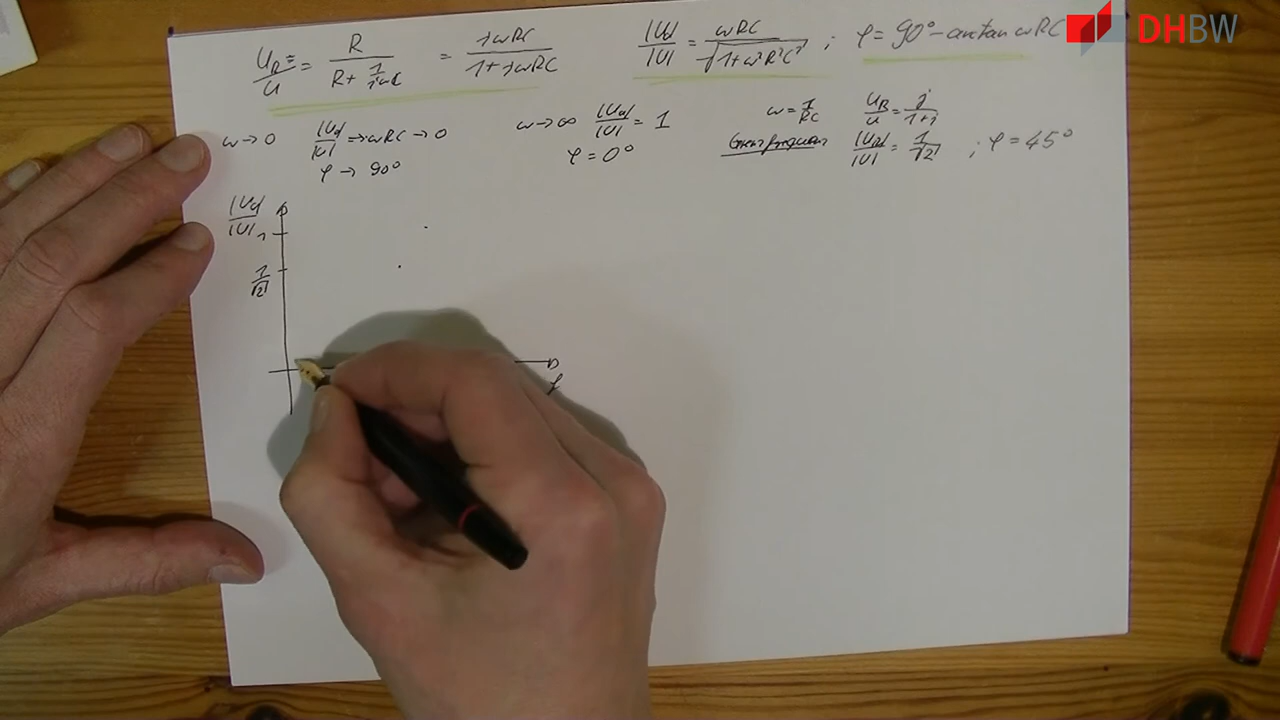 DHBW
U_R/U = R/(R + 1/jωC) = jωRC/(1 + jωRC)
|U_R|/|U| = ωRC/√(1 + ω²R²C²) ; φ = 90° − arctan ωRC
ω → 0 |U_R|/|U| → ωRC → 0
φ → 90°
ω → ∞ |U_R|/|U| = 1
φ = 0°
ω = 1/RC U_R/U = j/(1+j)
Grenzfrequenz |U_R|/|U| = 1/√2 ; φ = 45°
|U_R|/|U|
1
1/√2
f